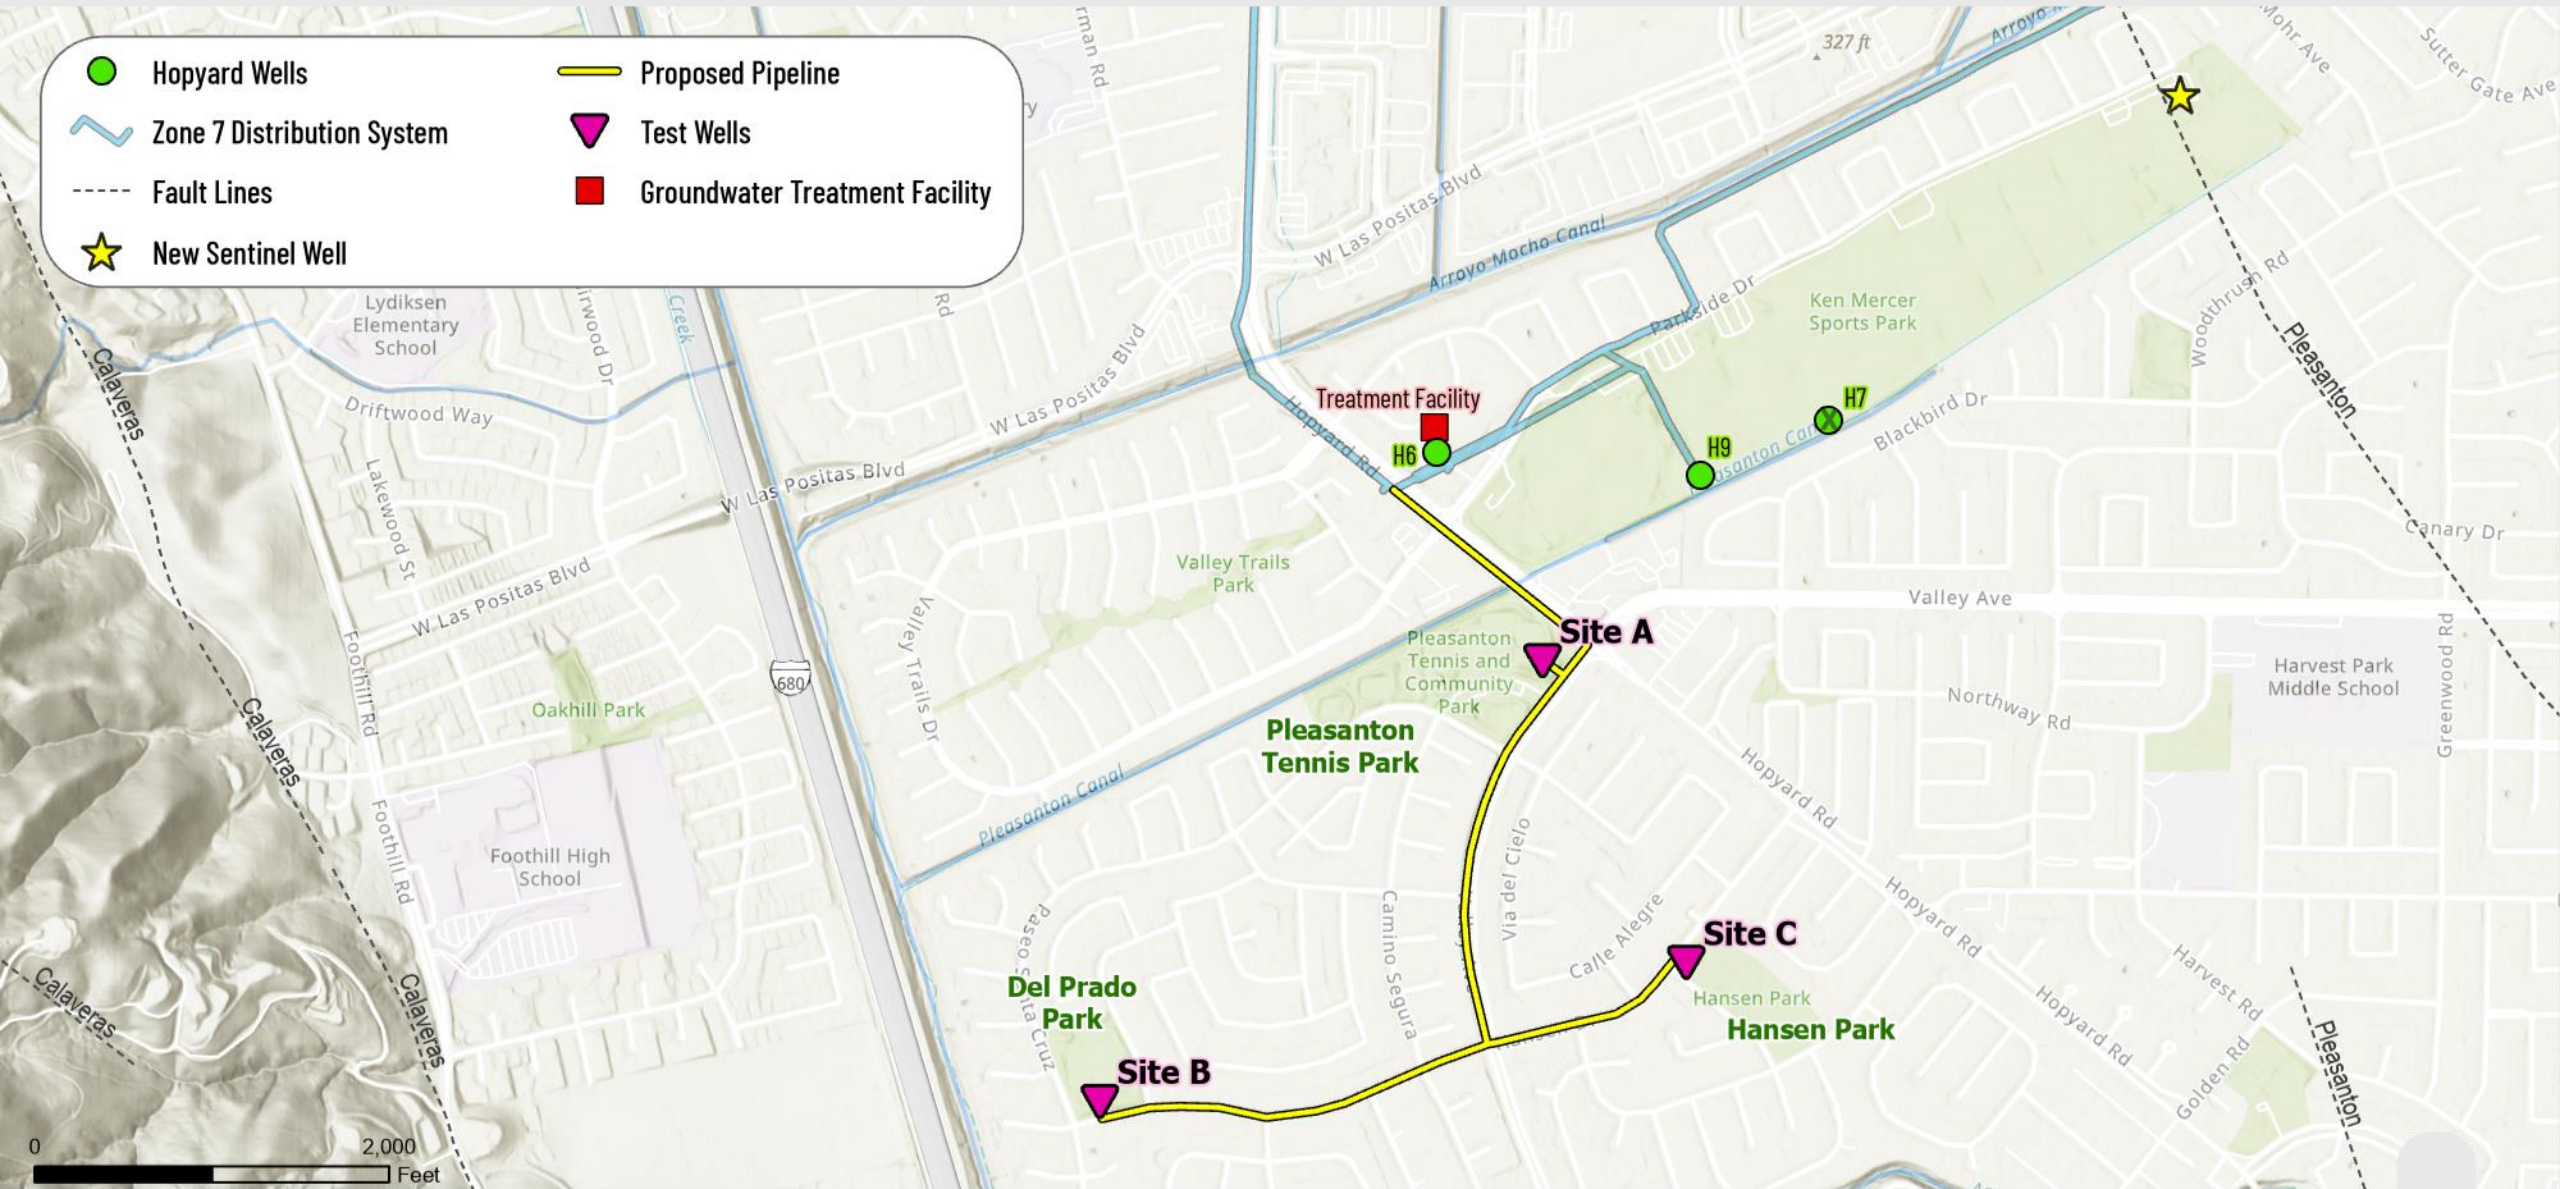 Hopyard Wells
Zone 7 Distribution System
Fault Lines
New Sentinel Well
Proposed Pipeline
Test Wells
Groundwater Treatment Facility
327 ft
Mohr Ave
Sutter
Gate Ave
W Las Positas Blvd
Arroyo Mocho Canal
Parkside Dr
Ken Mercer
Sports Park
Woodthrush Rd
Pleasanton
Lydiksen
Elementary
School
Creek
Rd
Calaveras
Driftwood Way
W Las Positas Blvd
Treatment Facility
Hopyard Rd
H6
H7
H9
Blackbird Dr
Canary Dr
Lakewood St
W Las Positas Blvd
W Las Positas Blvd
Valley Trails
Park
Valley Trails Dr
Valley Ave
Site A
Pleasanton
Tennis and
Community
Park
Pleasanton
Tennis Park
Harvest Park
Middle School
Greenwood Rd
Northway Rd
Foothill Rd
680
Oakhill Park
Calaveras
Hopyard Rd
Pleasanton Canal
Foothill Rd
Foothill High
School
Via del Cielo
Camino Segura
Calle Alegre
Site C
Hopyard Rd
Harvest Rd
Hansen Park
Hansen Park
Hopyard Rd
Golden Rd
Pleasanton
Del Prado
Park
Site B
Calaveras
Calaveras
0 2,000
Feet